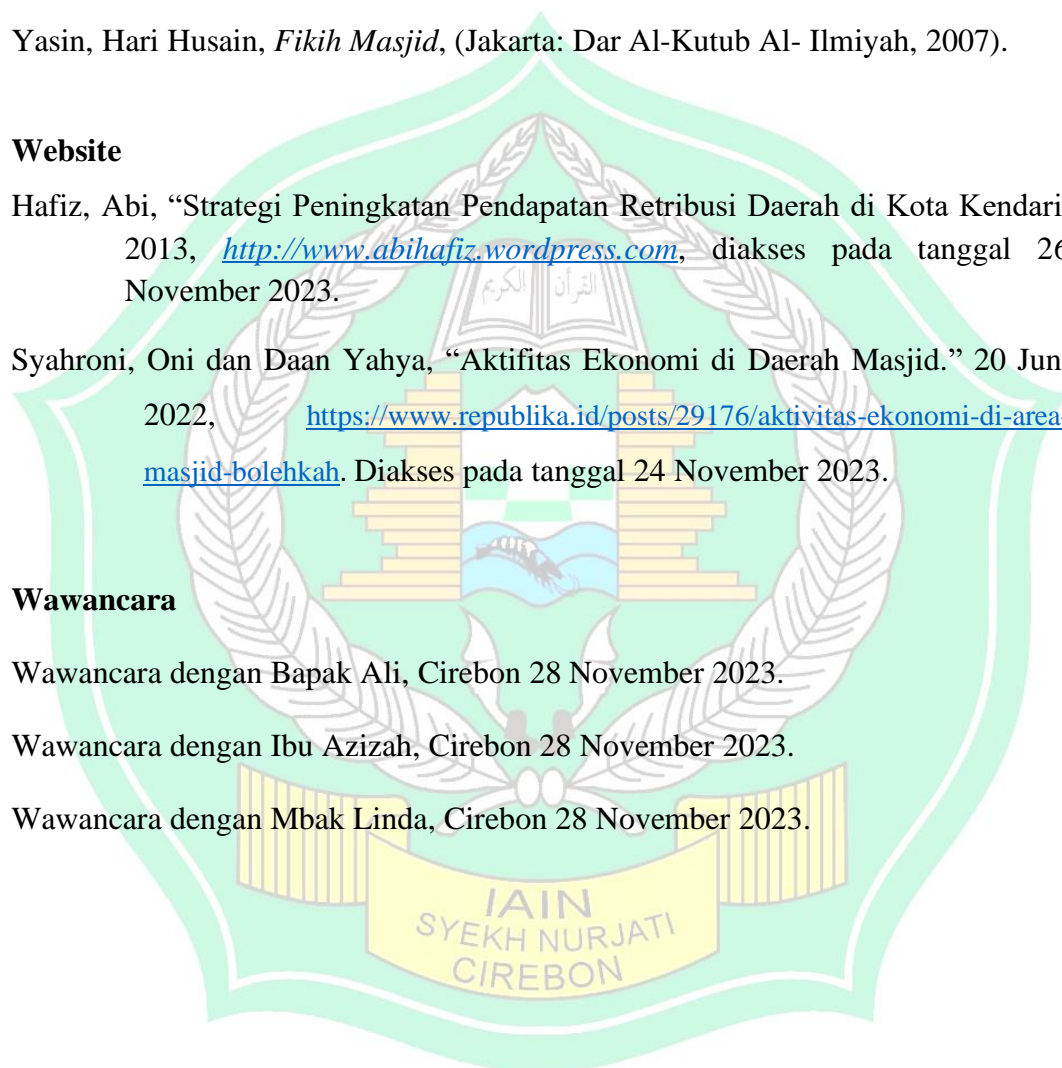 Yasin, Hari Husain, Fikih Masjid, (Jakarta: Dar Al-Kutub Al- Ilmiyah, 2007).
Website
Hafiz, Abi, “Strategi Peningkatan Pendapatan Retribusi Daerah di Kota Kendari
2013, http://www.abihafiz.wordpress.com, diakses pada tanggal 26
November 2023.
Syahroni, Oni dan Daan Yahya, “Aktifitas Ekonomi di Daerah Masjid.” 20 Jun
2022, https://www.republika.id/posts/29176/aktivitas-ekonomi-di-area-
masjid-bolehkah. Diakses pada tanggal 24 November 2023.
القرآن الكريم
Wawancara
Wawancara dengan Bapak Ali, Cirebon 28 November 2023.
Wawancara dengan Ibu Azizah, Cirebon 28 November 2023.
Wawancara dengan Mbak Linda, Cirebon 28 November 2023.
IAIN
SYEKH NURJATI
CIREBON